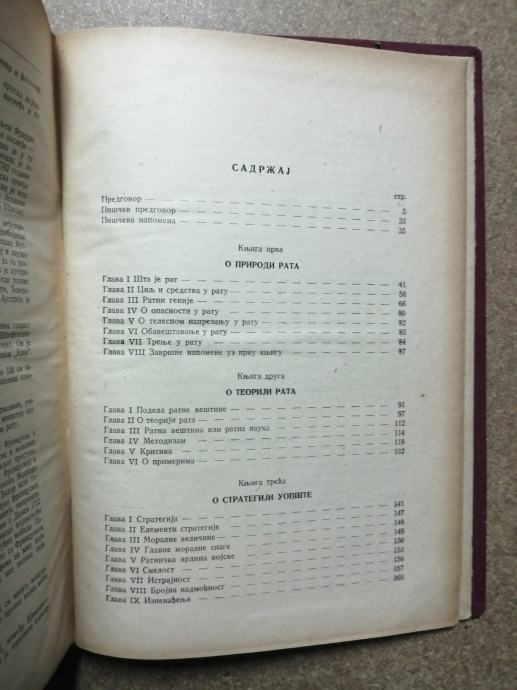 САДРЖАЈ
стр.
Предговор — 5
Пишчев предговор — 33
Пишчева напомена — 35
Књига прва
О ПРИРОДИ РАТА
Глава I Шта је рат — 41
Глава II Циљ и средства у рату — 56
Глава III Ратни геније — 66
Глава IV О опасности у рату — 80
Глава V О телесном напрезању у рату — 82
Глава VI Обавештавање у рату — 83
Глава VII Трење у рату — 84
Глава VIII Завршне напомене уз прву књигу — 87
Књига друга
О ТЕОРИЈИ РАТА
Глава I Подела ратне вештине — 91
Глава II О теорији рата — 97
Глава III Ратна вештина или ратна наука — 112
Глава IV Методизам — 114
Глава V Критика — 118
Глава VI О примерима — 132
Књига трећа
О СТРАТЕГИЈИ УОПШТЕ
Глава I Стратегија — 141
Глава II Елементи стратегије — 147
Глава III Моралне величине — 148
Глава IV Главне моралне снаге — 149
Глава V Ратничка врлина војске — 150
Глава VI Смелост — 153
Глава VII Истрајност — 156
Глава VIII Бројна надмоћност — 157
Глава IX Изненађење — 160